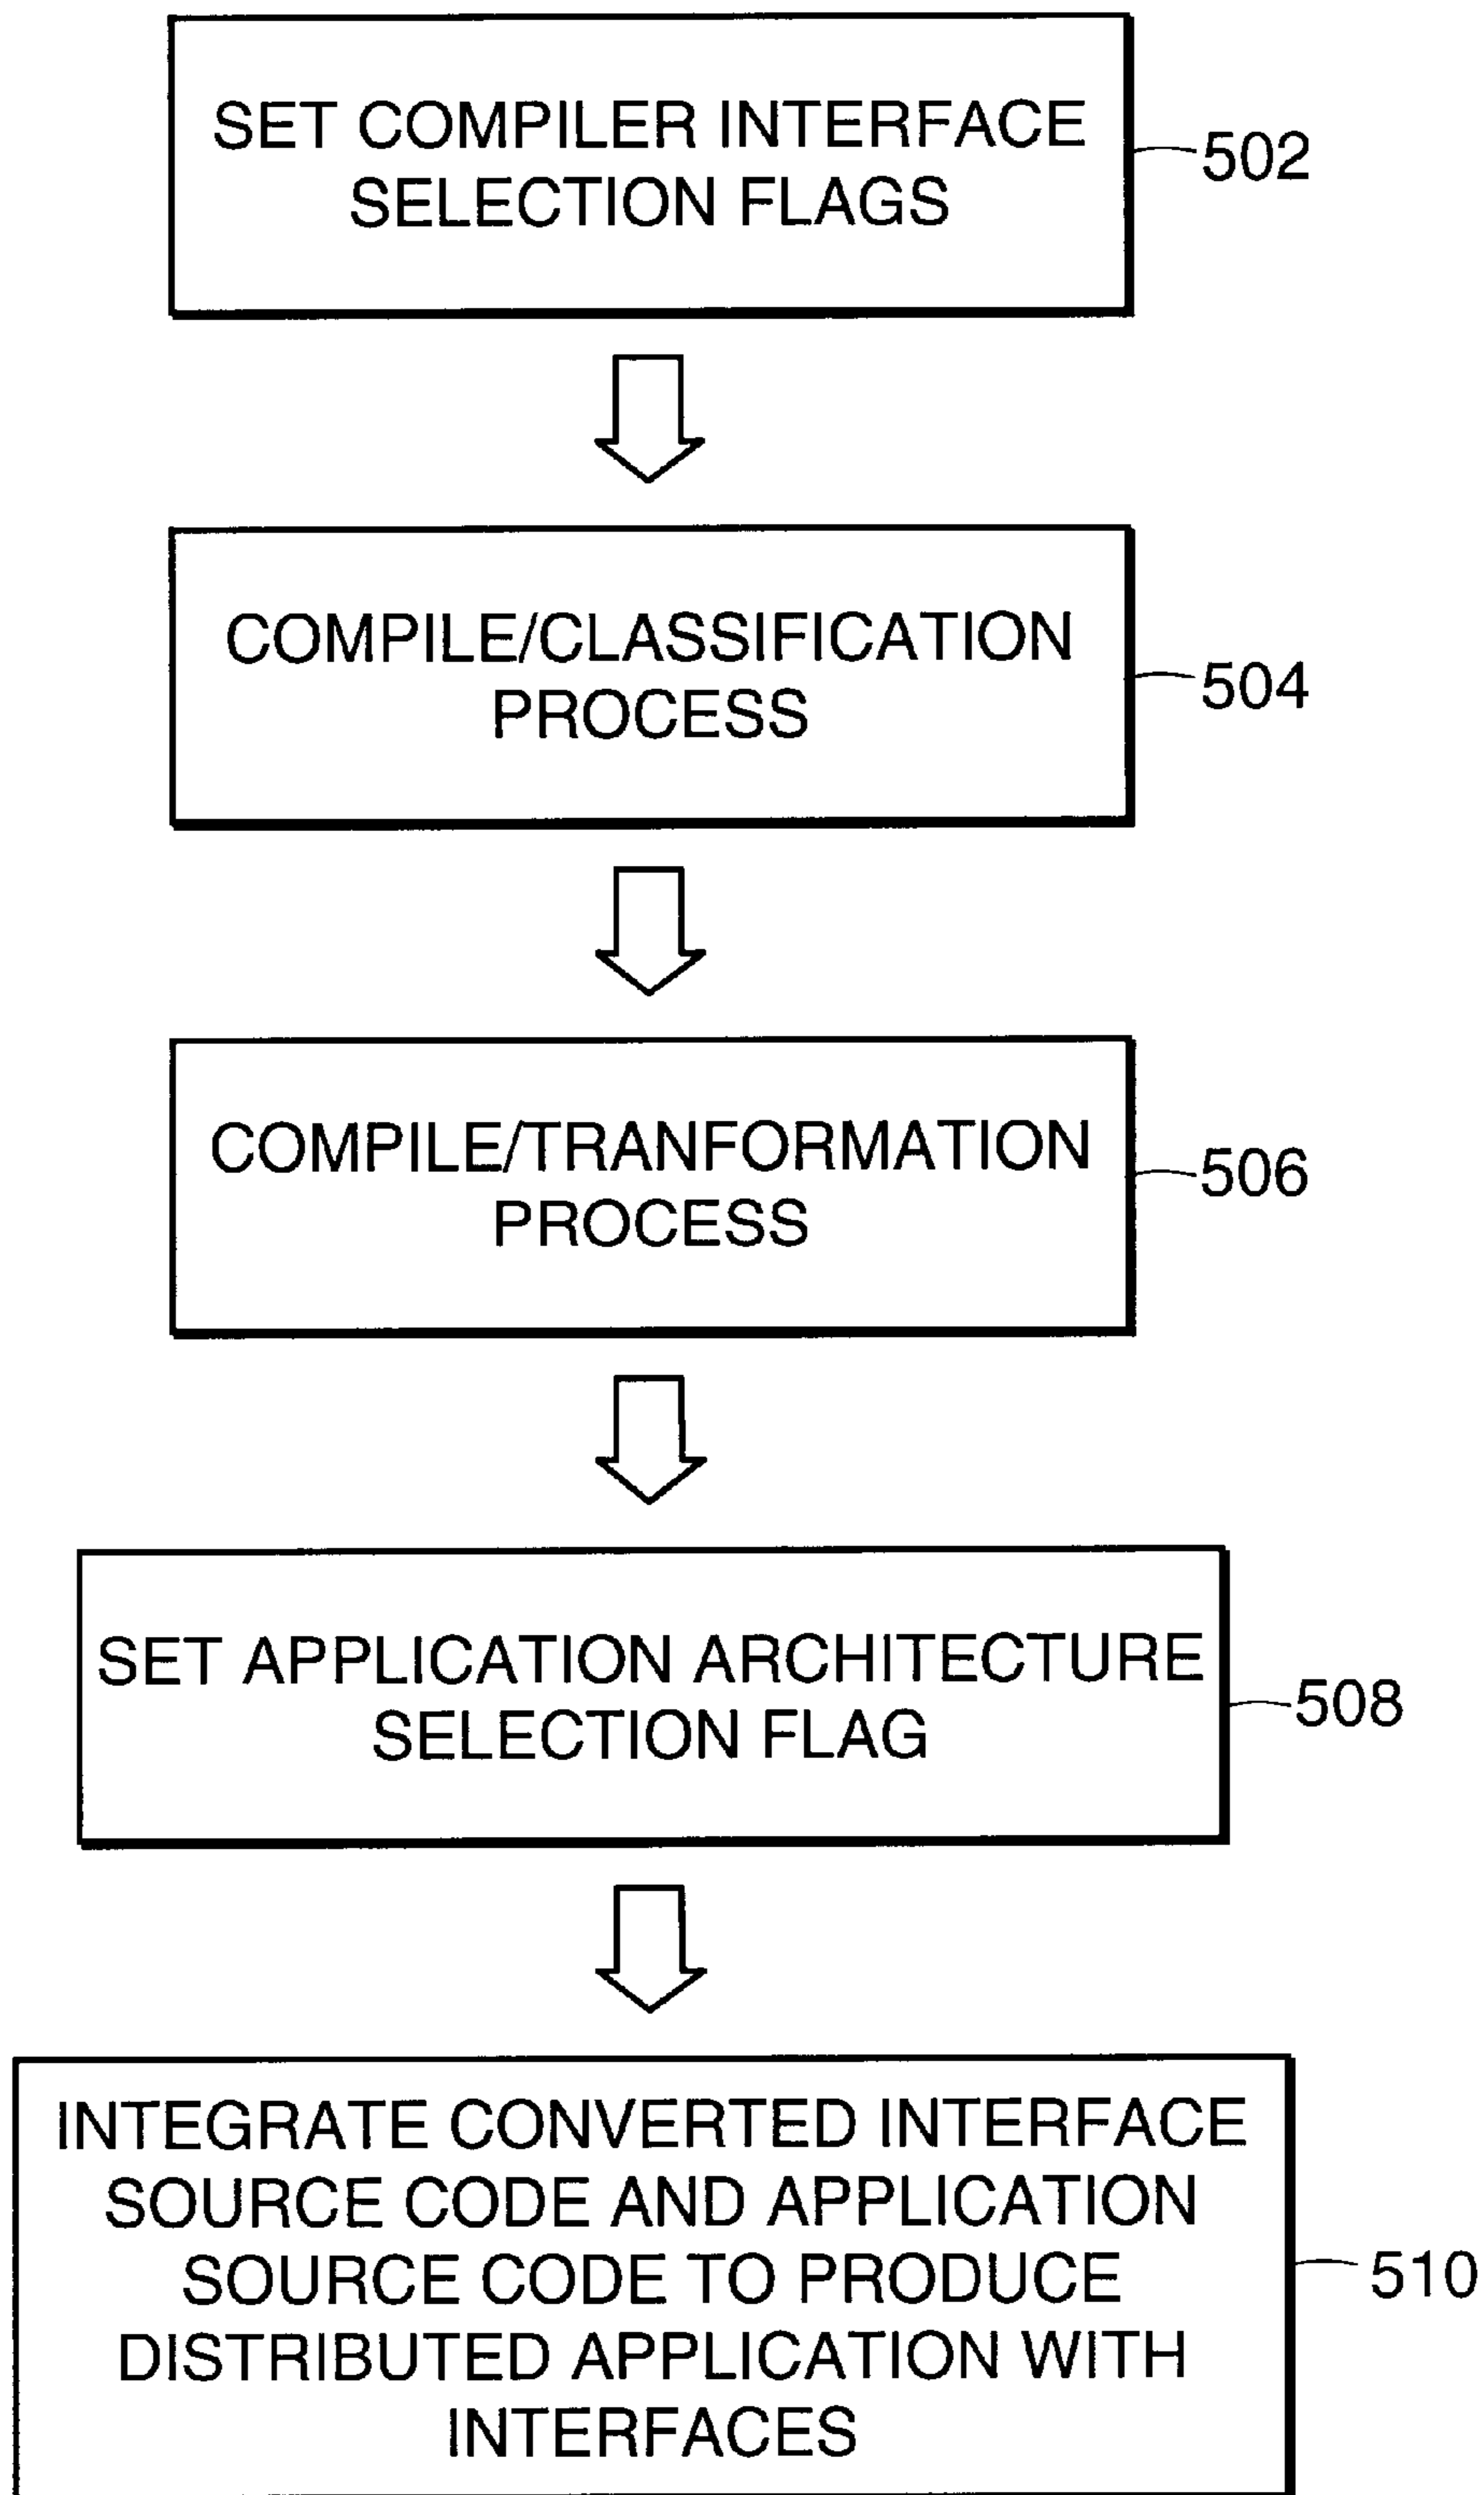 SET COMPILER INTERFACE
SELECTION FLAGS
502
COMPILE/CLASSIFICATION
PROCESS
504
COMPILE/TRANFORMATION
PROCESS
506
SET APPLICATION ARCHITECTURE
SELECTION FLAG
508
INTEGRATE CONVERTED INTERFACE
SOURCE CODE AND APPLICATION
SOURCE CODE TO PRODUCE
DISTRIBUTED APPLICATION WITH
INTERFACES
510